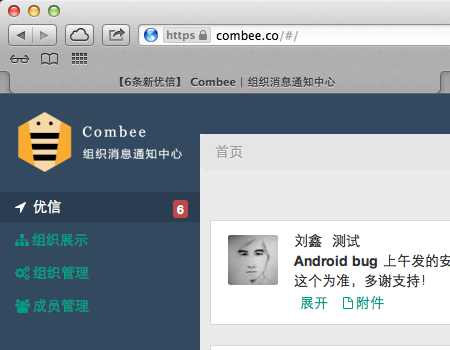 https combee.co/#/
【6条新优信】 Combee | 组织消息通知中心
Combee
组织消息通知中心
首页
优信 6
组织展示
组织管理
成员管理
刘鑫 测试
Android bug 上午发的安
这个为准，多谢支持！
展开 附件